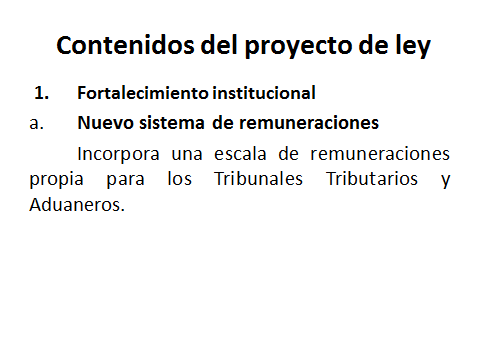 Contenidos del proyecto de ley
1. Fortalecimiento institucional
a. Nuevo sistema de remuneraciones
Incorpora una escala de remuneraciones
propia para los Tribunales Tributarios y
Aduaneros.